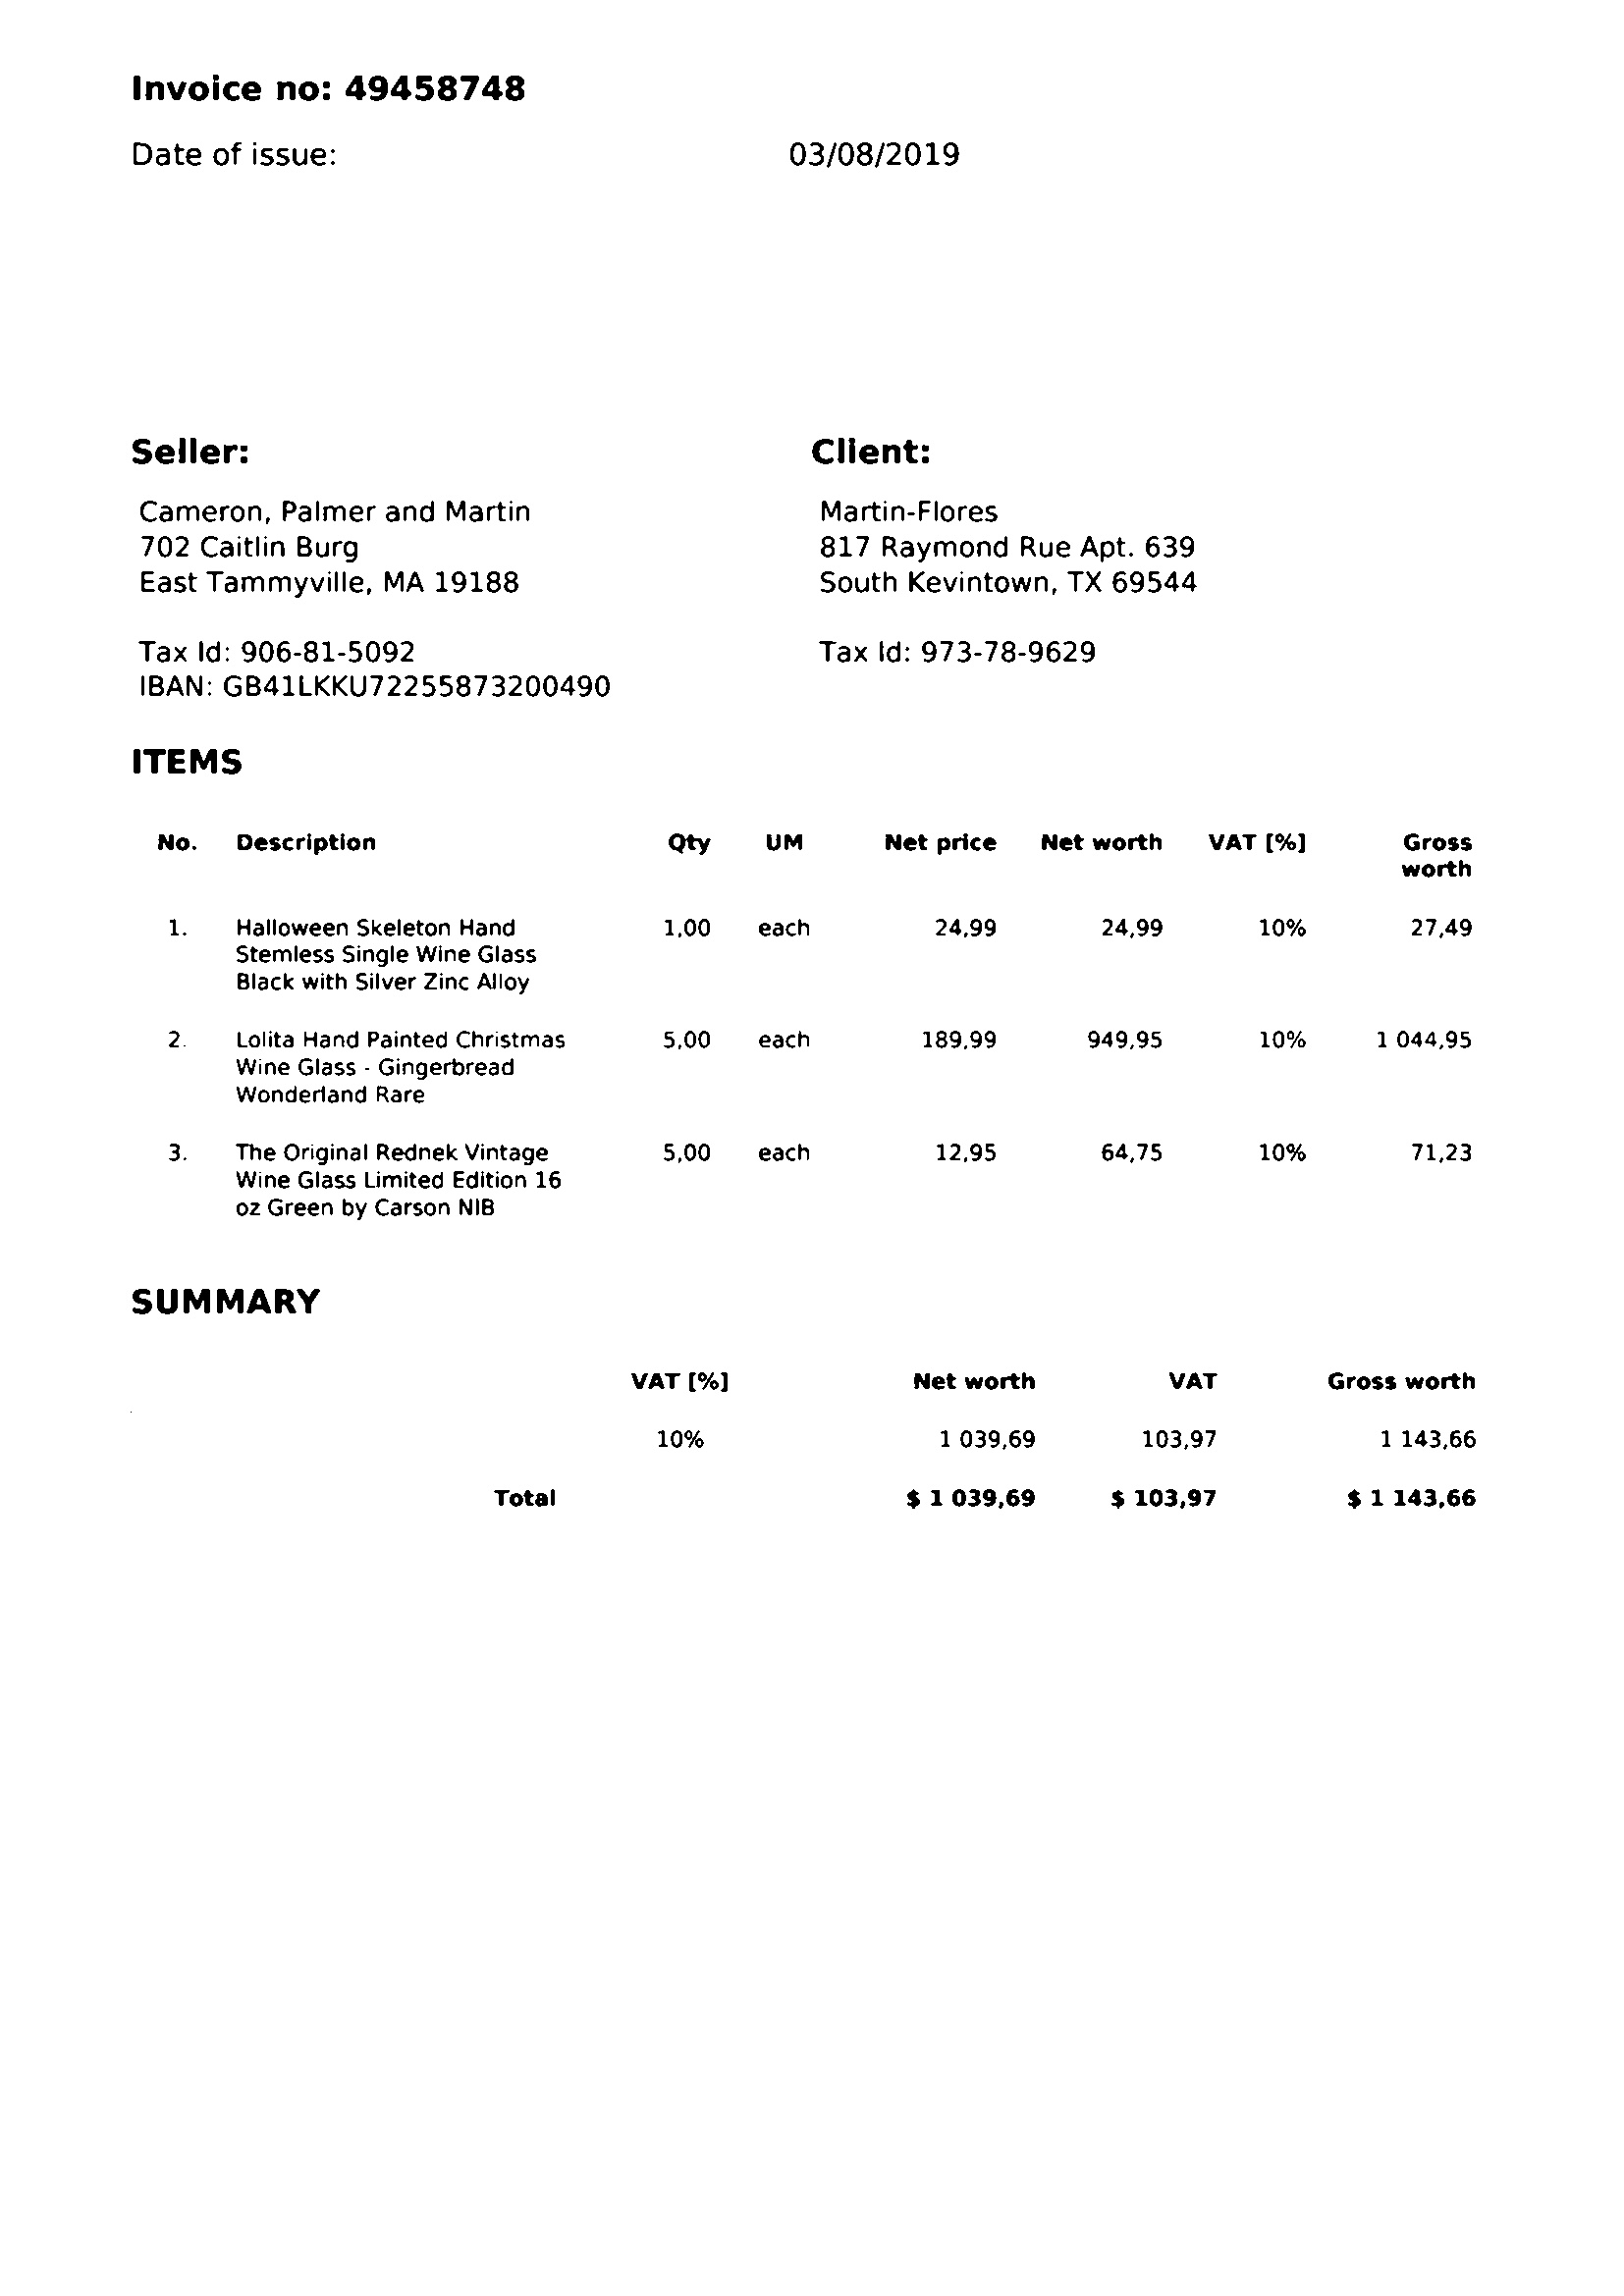 Invoice no: 49458748
Date of issue: 03/08/2019
Seller:
Cameron, Palmer and Martin
702 Caitlin Burg
East Tammyville, MA 19188
Tax Id: 906-81-5092
IBAN: GB41LKKU72255873200490
Client:
Martin-Flores
817 Raymond Rue Apt. 639
South Kevintown, TX 69544
Tax Id: 973-78-9629
ITEMS
No. Description Qty UM Net price Net worth VAT [%] Gross
worth
1. Halloween Skeleton Hand 1,00 each 24,99 24,99 10% 27,49
Stemless Single Wine Glass
Black with Silver Zinc Alloy
2. Lolita Hand Painted Christmas 5,00 each 189,99 949,95 10% 1 044,95
Wine Glass - Gingerbread
Wonderland Rare
3. The Original Rednek Vintage 5,00 each 12,95 64,75 10% 71,23
Wine Glass Limited Edition 16
oz Green by Carson NIB
SUMMARY
VAT [%] Net worth VAT Gross worth
10% 1 039,69 103,97 1 143,66
Total $ 1 039,69 $ 103,97 $ 1 143,66